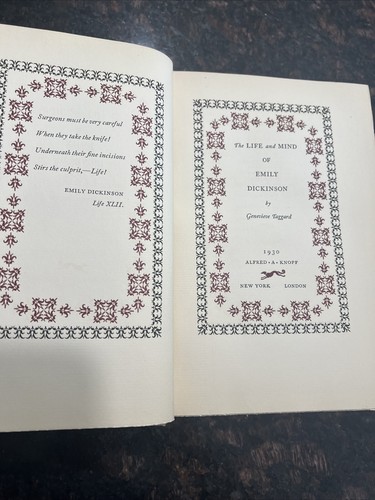 Surgeons must be very careful
When they take the knife!
Underneath their fine incisions
Stirs the culprit,—Life!
EMILY DICKINSON
Life XLII.
The LIFE and MIND
OF
EMILY
DICKINSON
by
Genevieve Taggard
1930
ALFRED • A • KNOPF
NEW YORK LONDON